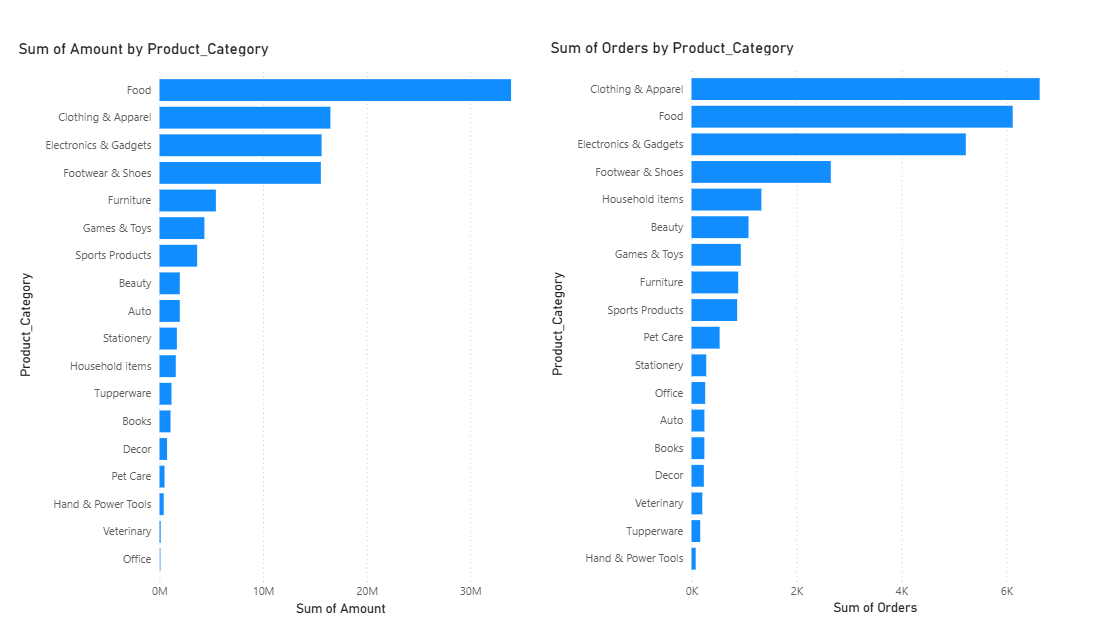 Sum of Amount by Product_Category
Product_Category
Food
Clothing & Apparel
Electronics & Gadgets
Footwear & Shoes
Furniture
Games & Toys
Sports Products
Beauty
Auto
Stationery
Household items
Tupperware
Books
Decor
Pet Care
Hand & Power Tools
Veterinary
Office
0M 10M 20M 30M
Sum of Amount
Sum of Orders by Product_Category
Product_Category
Clothing & Apparel
Food
Electronics & Gadgets
Footwear & Shoes
Household items
Beauty
Games & Toys
Furniture
Sports Products
Pet Care
Stationery
Office
Auto
Books
Decor
Veterinary
Tupperware
Hand & Power Tools
0K 2K 4K 6K
Sum of Orders